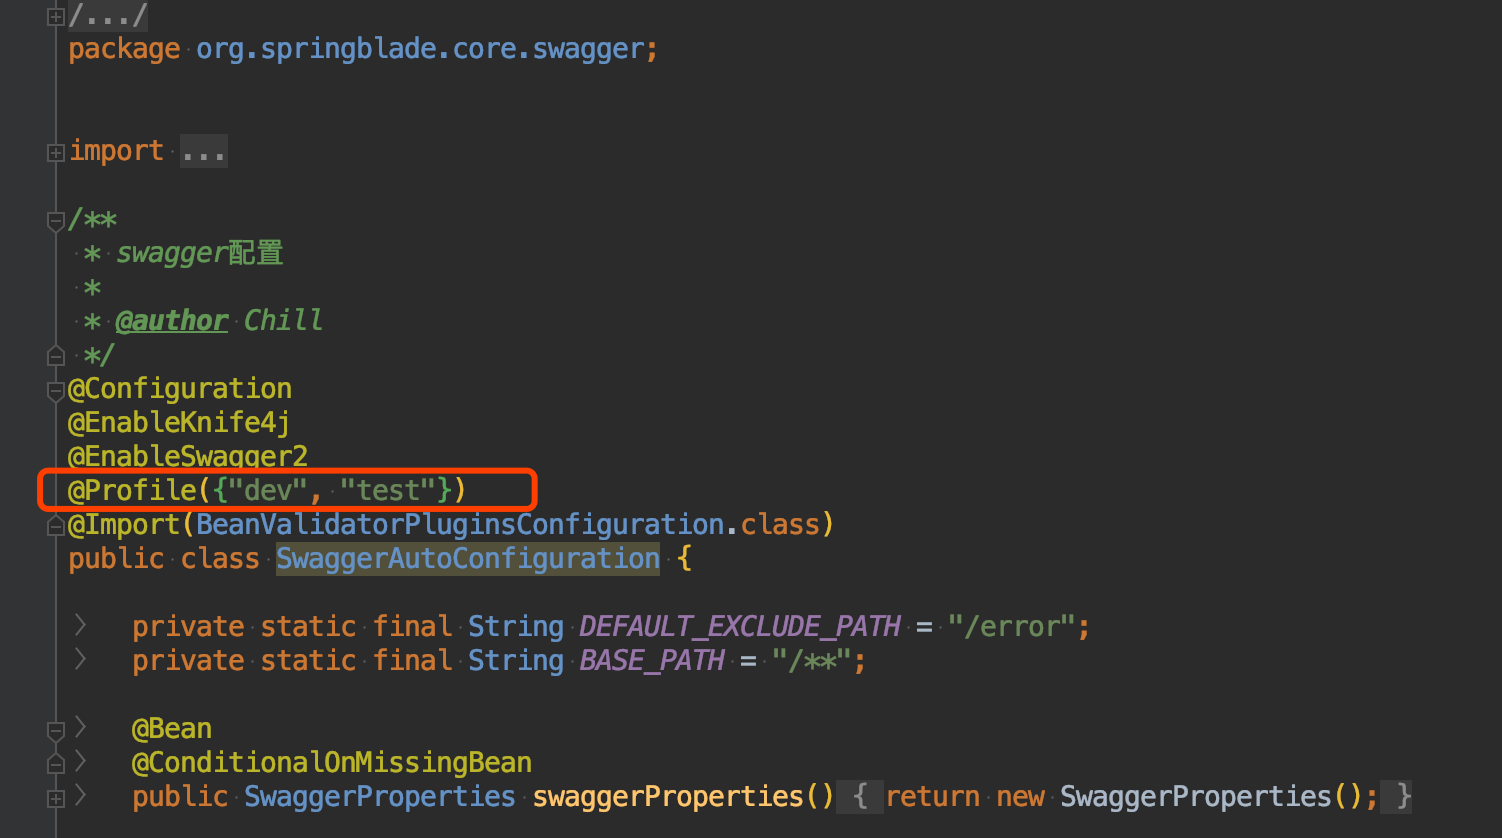 /.../
package org.springblade.core.swagger;
import ...
/**
* swagger配置
*
* @author Chill
*/
@Configuration
@EnableKnife4j
@EnableSwagger2
@Profile({"dev", "test"})
@Import(BeanValidatorPluginsConfiguration.class)
public class SwaggerAutoConfiguration {
private static final String DEFAULT_EXCLUDE_PATH = "/error";
private static final String BASE_PATH = "/**";
@Bean
@ConditionalOnMissingBean
public SwaggerProperties swaggerProperties() { return new SwaggerProperties(); }